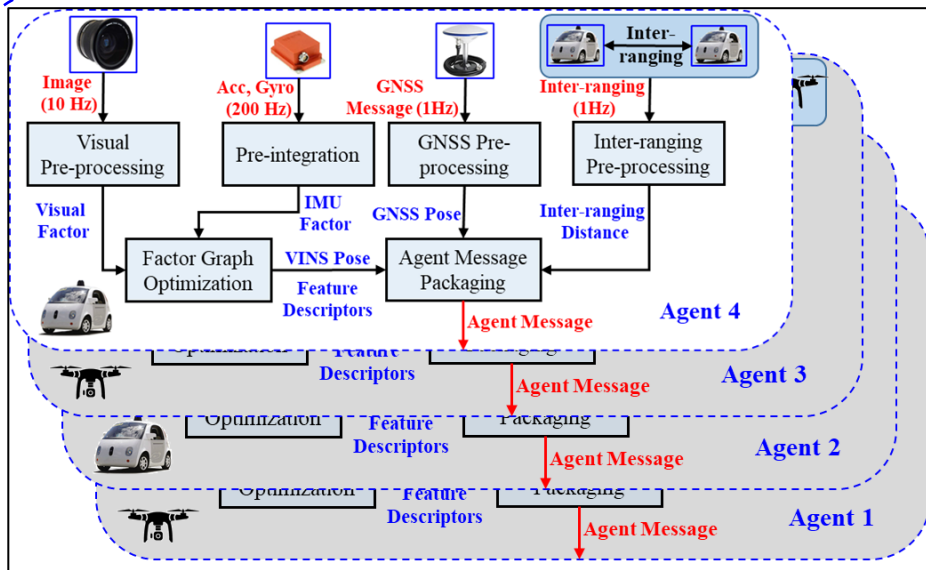 Inter-
ranging
Image
(10 Hz)
Acc, Gyro
(200 Hz)
GNSS
Message (1Hz)
Inter-ranging
(1Hz)
Visual
Pre-processing
Pre-integration
GNSS Pre-
processing
Inter-ranging
Pre-processing
Visual
Factor
IMU
Factor
GNSS Pose
Inter-ranging
Distance
Factor Graph
Optimization
VINS Pose
Feature
Descriptors
Agent Message
Packaging
Agent Message
Agent 4
Optimization
Feature
Descriptors
Packaging
Agent Message
Agent 3
Optimization
Feature
Descriptors
Packaging
Agent Message
Agent 2
Optimization
Feature
Descriptors
Packaging
Agent Message
Agent 1